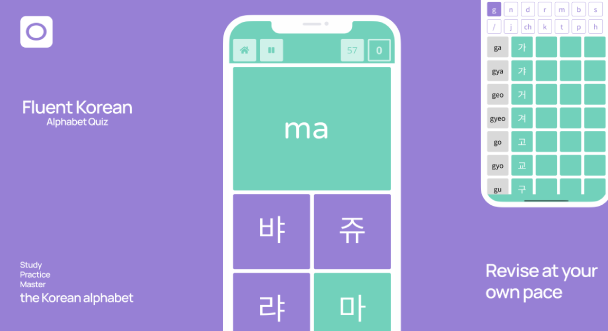 Fluent Korean
Alphabet Quiz
Study
Practice
Master
the Korean alphabet
57 0
ma
뱌 쥬
랴 마
g n d r m b s
/ j ch k t p h
ga 가
gya 갸
geo 거
gyeo 겨
go 고
gyo 교
gu 구
Revise at your
own pace